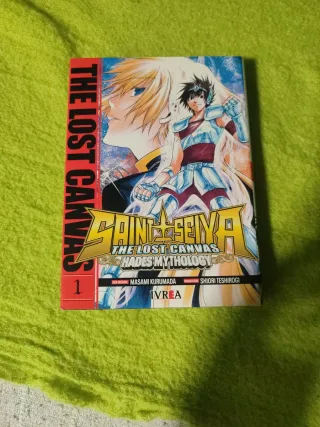 THE LOST CANVAS 1
SAINT SEIYA
THE LOST CANVAS
HADES MYTHOLOGY
MASAMI KURUMADA
SHIORI TESHIROGI
IVREA